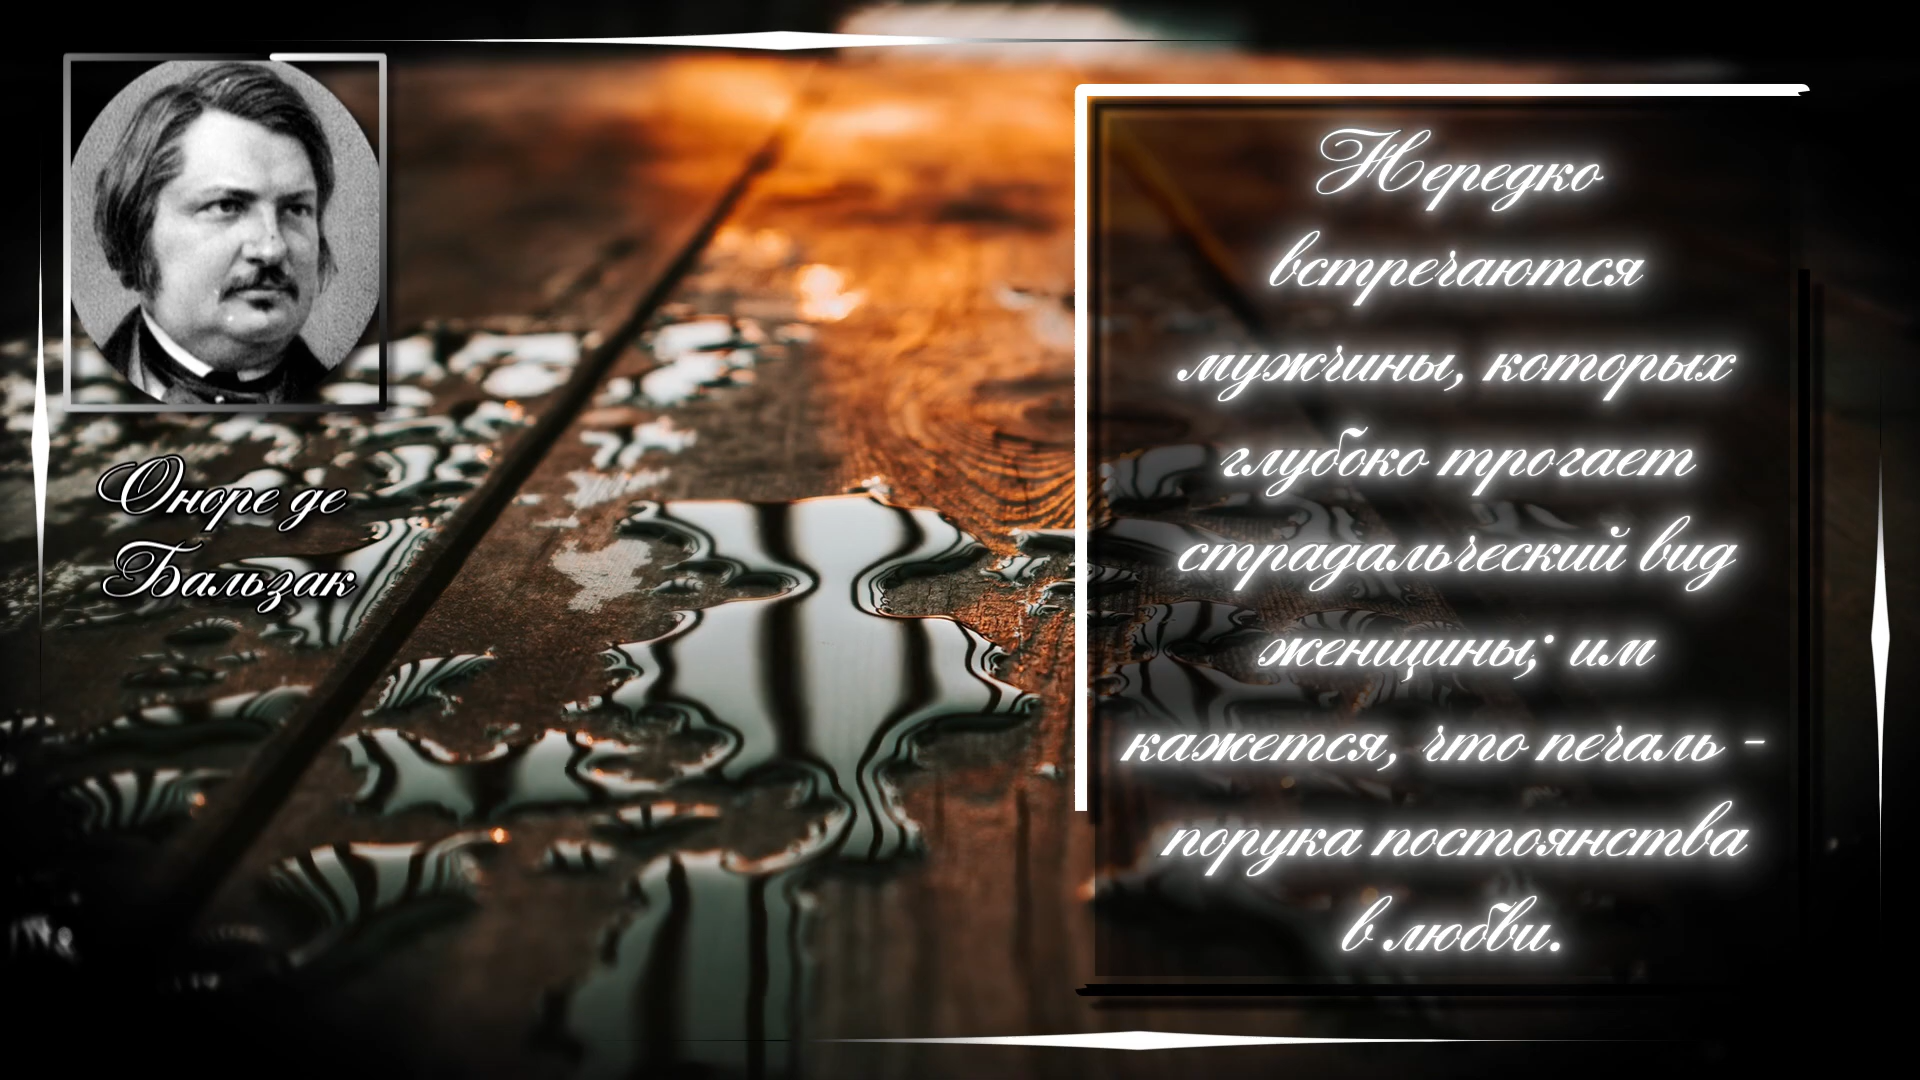 Оноре де
Бальзак
Нередко
встречаются
мужчины, которых
глубоко трогает
страдальческий вид
женщины; им
кажется, что печаль -
порука постоянства
в любви.